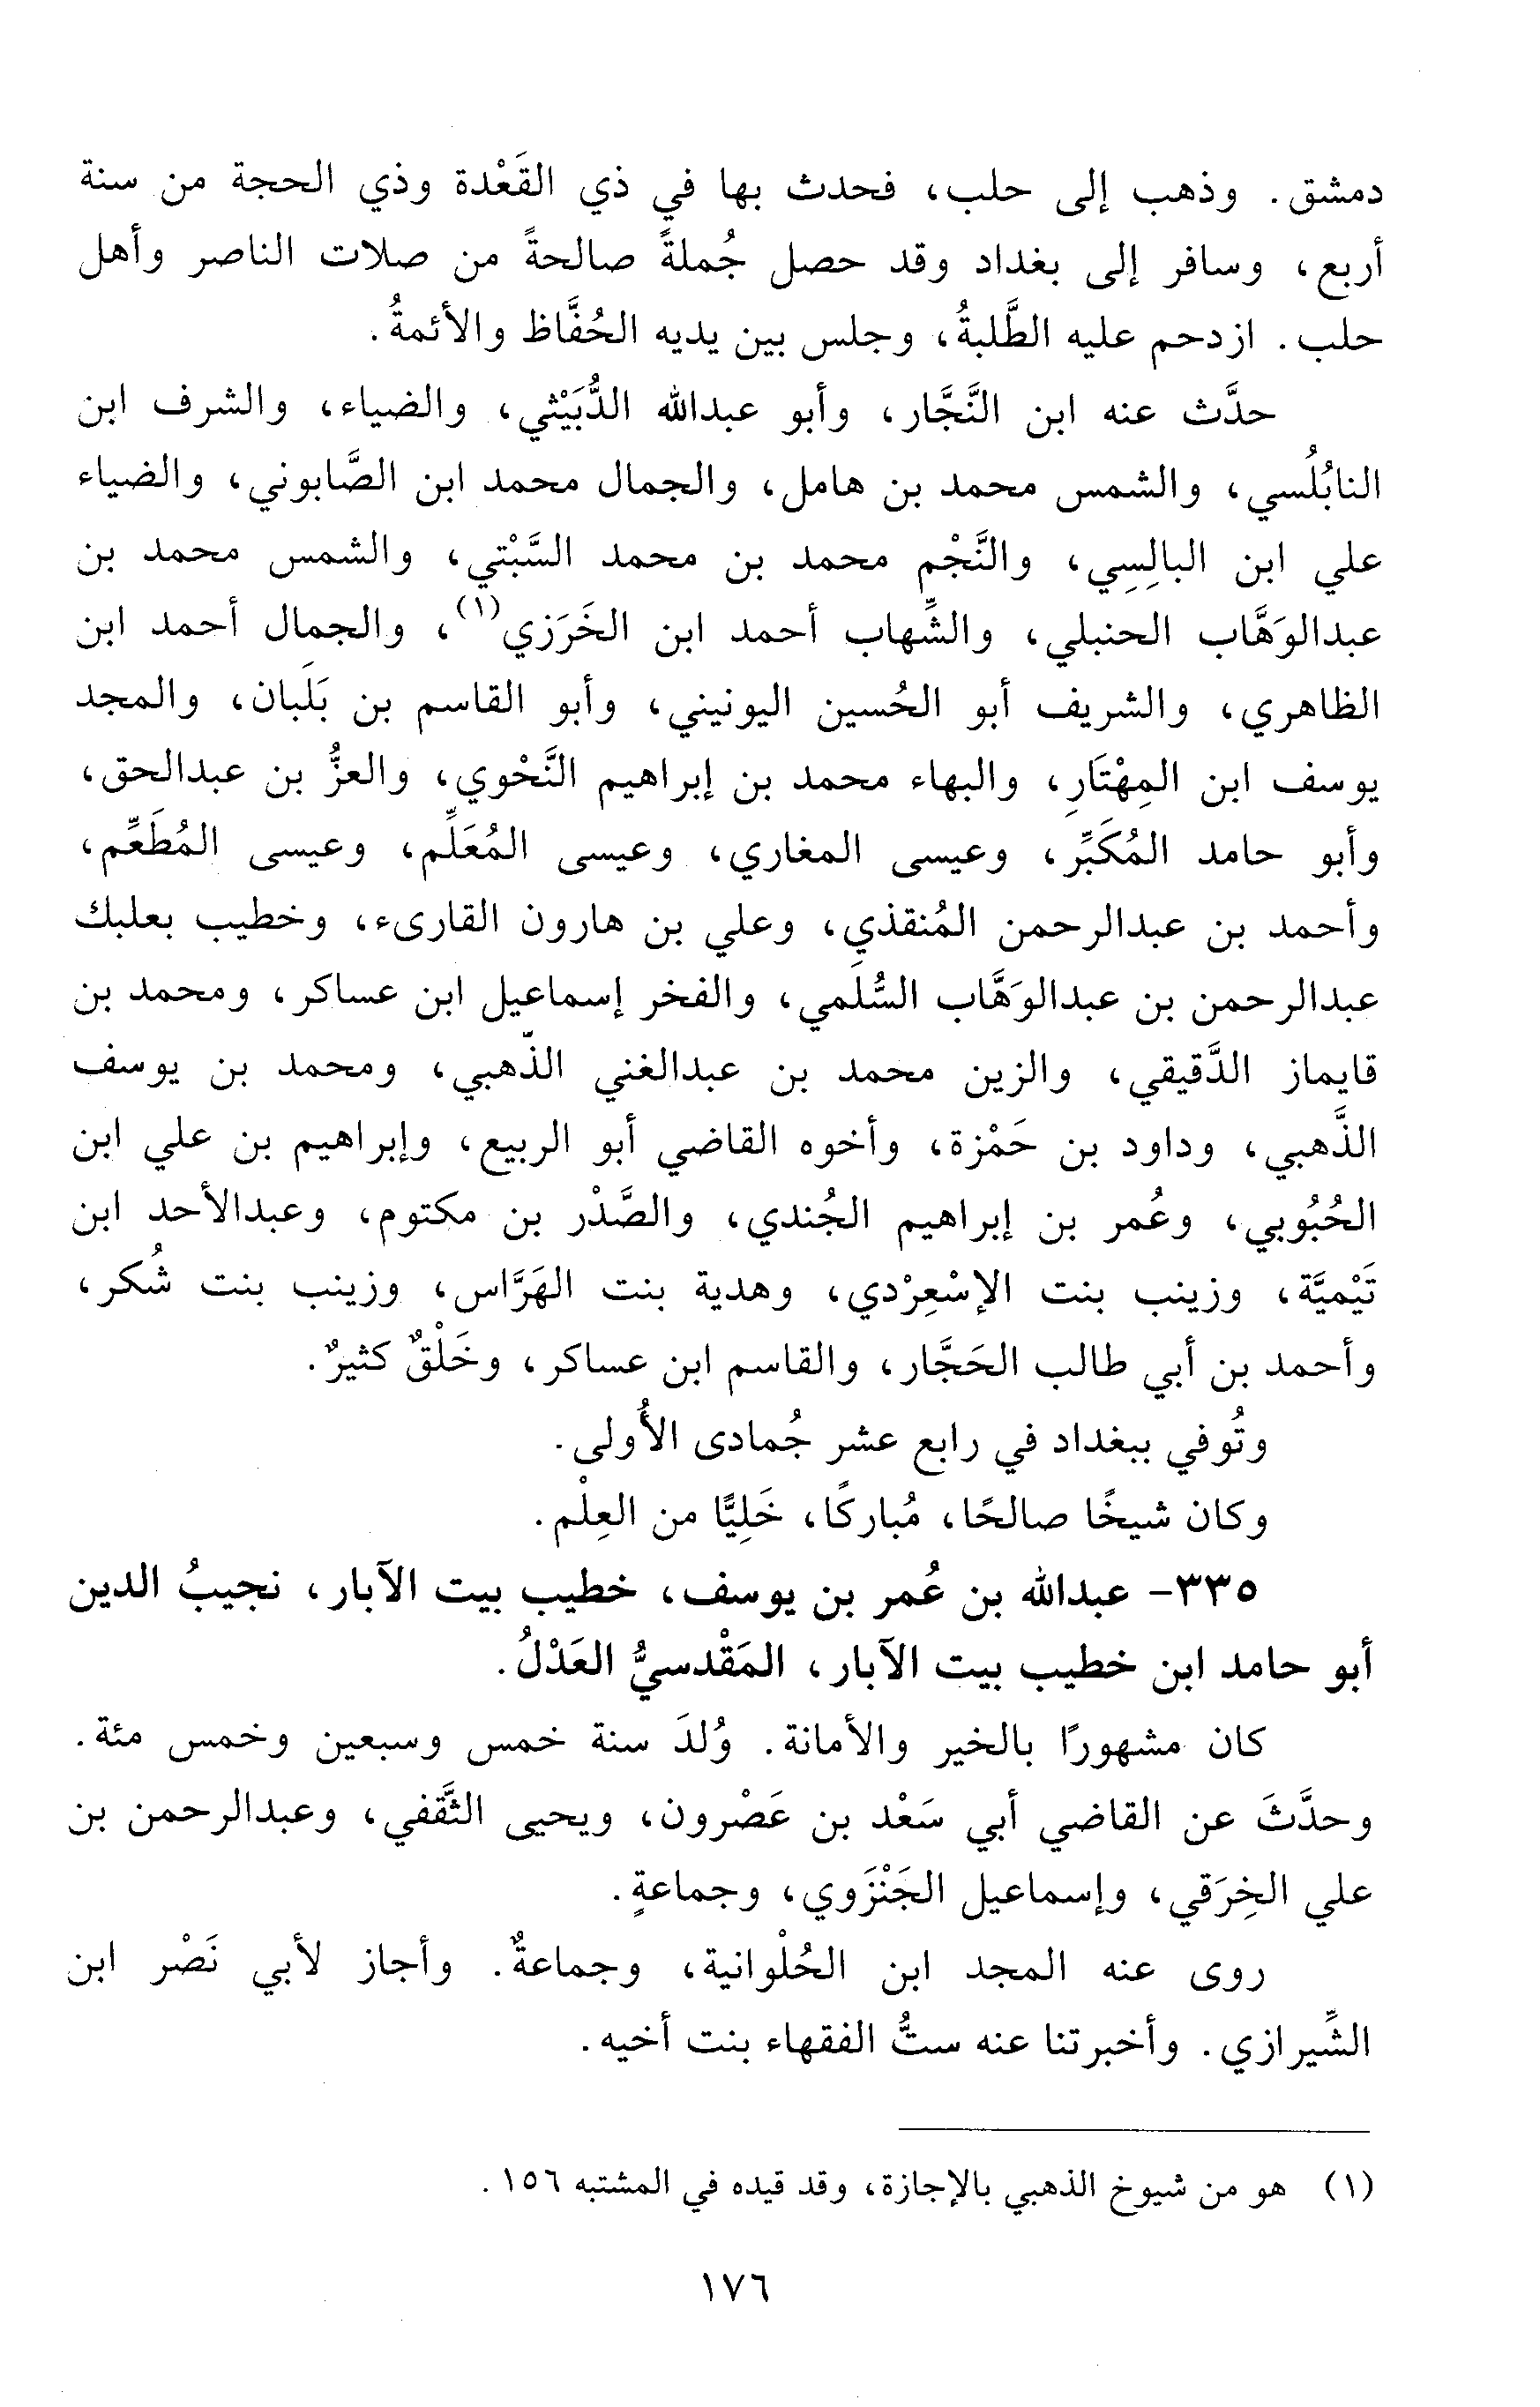 دمشق. وذهب إلى حلب، فحدث بها في ذي القَعْدة وذي الحجة من سنة
أربع، وسافر إلى بغداد وقد حصل جُملةً صالحةً من صلات الناصر وأهل
حلب. ازدحم عليه الطَّلبةُ، وجلس بين يديه الحُفَّاظ والأئمةُ.
حدَّث عنه ابن النَّجَّار، وأبو عبدالله الدُّبَيْثي، والضياء، والشرف ابن
النابُلُسي، والشمس محمد بن هامل، والجمال محمد ابن الصَّابوني، والضياء
علي ابن البالِسِي، والنَّجْم محمد بن محمد السَّبْتي، والشمس محمد بن
عبدالوَهَّاب الحنبلي، والشِّهاب أحمد ابن الخَرَزي(١)، والجمال أحمد ابن
الظاهري، والشريف أبو الحُسين اليونيني، وأبو القاسم بن بَلَبان، والمجد
يوسف ابن المِهْتَارِ، والبهاء محمد بن إبراهيم النَّحْوي، والعزُّ بن عبدالحق،
وأبو حامد المُكَبِّر، وعيسى المغاري، وعيسى المُعَلِّم، وعيسى المُطَعِّم،
وأحمد بن عبدالرحمن المُنقذي، وعلي بن هارون القارىء، وخطيب بعلبك
عبدالرحمن بن عبدالوَهَّاب السُّلَمي، والفخر إسماعيل ابن عساكر، ومحمد بن
قايماز الدَّقيقي، والزين محمد بن عبدالغني الذّهبي، ومحمد بن يوسف
الذَّهبي، وداود بن حَمْزة، وأخوه القاضي أبو الربيع، وإبراهيم بن علي ابن
الحُبُوبي، وعُمر بن إبراهيم الجُندي، والصَّدْر بن مكتوم، وعبدالأحد ابن
تَيْميَّة، وزينب بنت الإسْعِرْدي، وهدية بنت الهَرَّاس، وزينب بنت شُكر،
وأحمد بن أبي طالب الحَجَّار، والقاسم ابن عساكر، وخَلْقٌ كثيرٌ.
وتُوفي ببغداد في رابع عشر جُمادى الأُولى.
وكان شيخًا صالحًا، مُباركًا، خَلِيًّا من العِلْم.
٣٣٥- عبدالله بن عُمر بن يوسف، خطيب بيت الآبار، نجيبُ الدين
أبو حامد ابن خطيب بيت الآبار، المَقْدسيُّ العَدْلُ.
كان مشهورًا بالخير والأمانة. وُلدَ سنة خمس وسبعين وخمس مئة.
وحدَّثَ عن القاضي أبي سَعْد بن عَصْرون، ويحيى الثَّقفي، وعبدالرحمن بن
علي الخِرَقي، وإسماعيل الجَنْزَوي، وجماعةٍ.
روى عنه المجد ابن الحُلْوانية، وجماعةٌ. وأجاز لأبي نَصْر ابن
الشِّيرازي. وأخبرتنا عنه ستُّ الفقهاء بنت أخيه.
(١) هو من شيوخ الذهبي بالإجازة، وقد قيده في المشتبه ١٥٦.
١٧٦